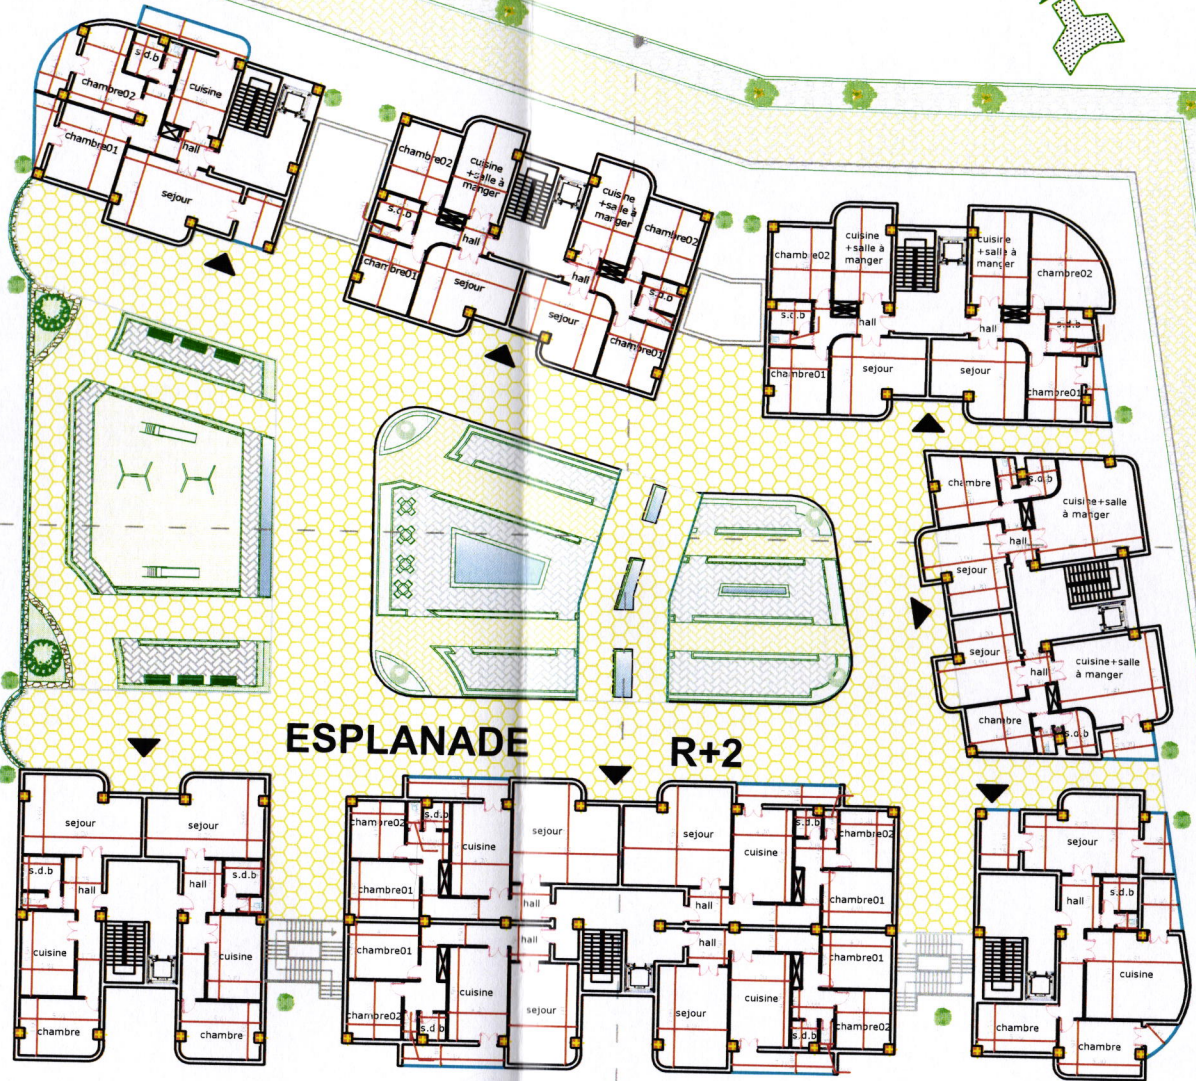 s.d.b
chambre02
cuisine
chambre01
hall
sejour
chambre02
cuisine
+salle à
manger
s.d.b
hall
chambre01
sejour
cuisine
+salle à
manger
chambre02
hall
s.d.b
sejour
chambre01
chambre02
cuisine
+salle à
manger
s.d.b
hall
chambre01
sejour
cuisine
+salle à
manger
chambre02
hall
s.d.b
sejour
chambre01
chambre
s.d.b
cuisine+salle
à manger
hall
sejour
sejour
hall
cuisine+salle
à manger
chambre
s.d.b
ESPLANADE
R+2
sejour
sejour
s.d.b
hall
hall
s.d.b
cuisine
cuisine
chambre
chambre
chambre02
s.d.b
cuisine
sejour
sejour
cuisine
s.d.b
chambre02
chambre01
hall
hall
chambre01
chambre01
hall
hall
chambre01
cuisine
sejour
sejour
cuisine
chambre02
s.d.b
s.d.b
chambre02
sejour
hall
s.d.b
cuisine
chambre
chambre